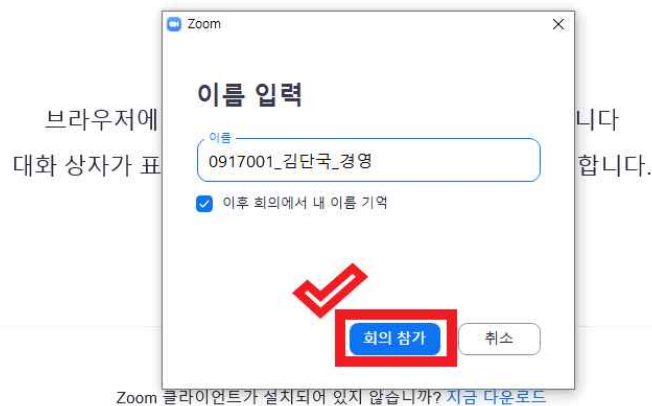 Zoom
이름 입력
브라우저에
니다
이름
0917001_김단국_경영
대화 상자가 표
합니다.
이후 회의에서 내 이름 기억
회의 참가
취소
Zoom 클라이언트가 설치되어 있지 않습니까? 지금 다운로드